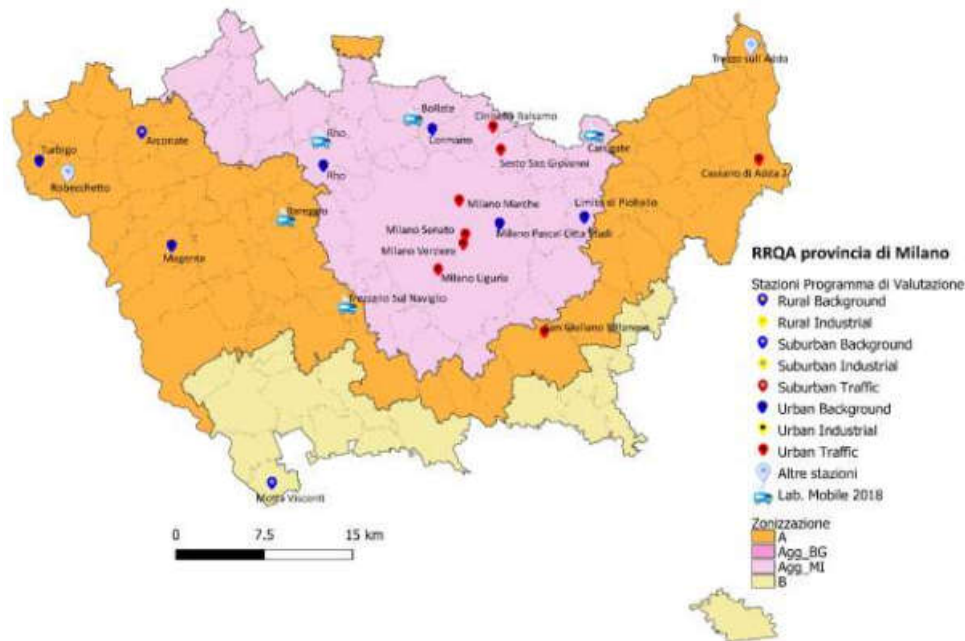 Trezzo sull'Adda
Bollate
Cinisello Balsamo
Cormano
Rho
Carugate
Arconate
Sesto San Giovanni
Turbigo
Cassano di Adda 2
Rho
Robecchetto
Milano Marche
Limito di Pioltello
Bareggio
Milano Senato
Milano Pascal Città Studi
Milano Verziere
Magenta
Milano Liguria
Trezzano Sul Naviglio
San Giuliano Milanese
Motta Visconti
0 7.5 15 km
RRQA provincia di Milano
Stazioni Programma di Valutazione
Rural Background
Rural Industrial
Suburban Background
Suburban Industrial
Suburban Traffic
Urban Background
Urban Industrial
Urban Traffic
Altre stazioni
Lab. Mobile 2018
Zonizzazione
A
Agg_BG
Agg_MI
B